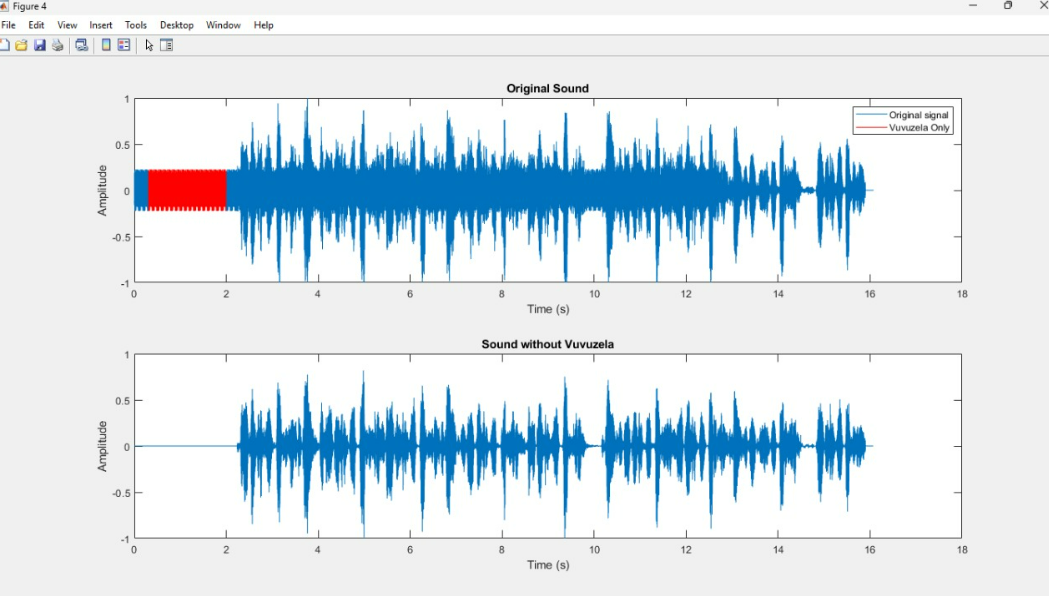 Figure 4
File Edit View Insert Tools Desktop Window Help
Original Sound
Original signal
Vuvuzela Only
1
0.5
0
-0.5
-1
Amplitude
0 2 4 6 8 10 12 14 16 18
Time (s)
Sound without Vuvuzela
1
0.5
0
-0.5
-1
Amplitude
0 2 4 6 8 10 12 14 16 18
Time (s)